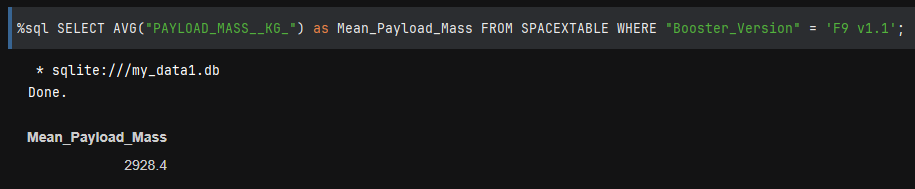 %sql SELECT AVG("PAYLOAD_MASS__KG_") as Mean_Payload_Mass FROM SPACEXTABLE WHERE "Booster_Version" = 'F9 v1.1';
* sqlite:///my_data1.db
Done.
Mean_Payload_Mass
2928.4